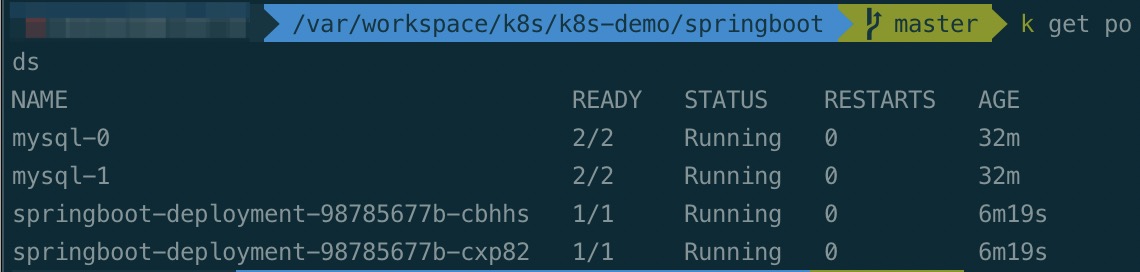 /var/workspace/k8s/k8s-demo/springboot master k get po
ds
NAME READY STATUS RESTARTS AGE
mysql-0 2/2 Running 0 32m
mysql-1 2/2 Running 0 32m
springboot-deployment-98785677b-cbhhs 1/1 Running 0 6m19s
springboot-deployment-98785677b-cxp82 1/1 Running 0 6m19s